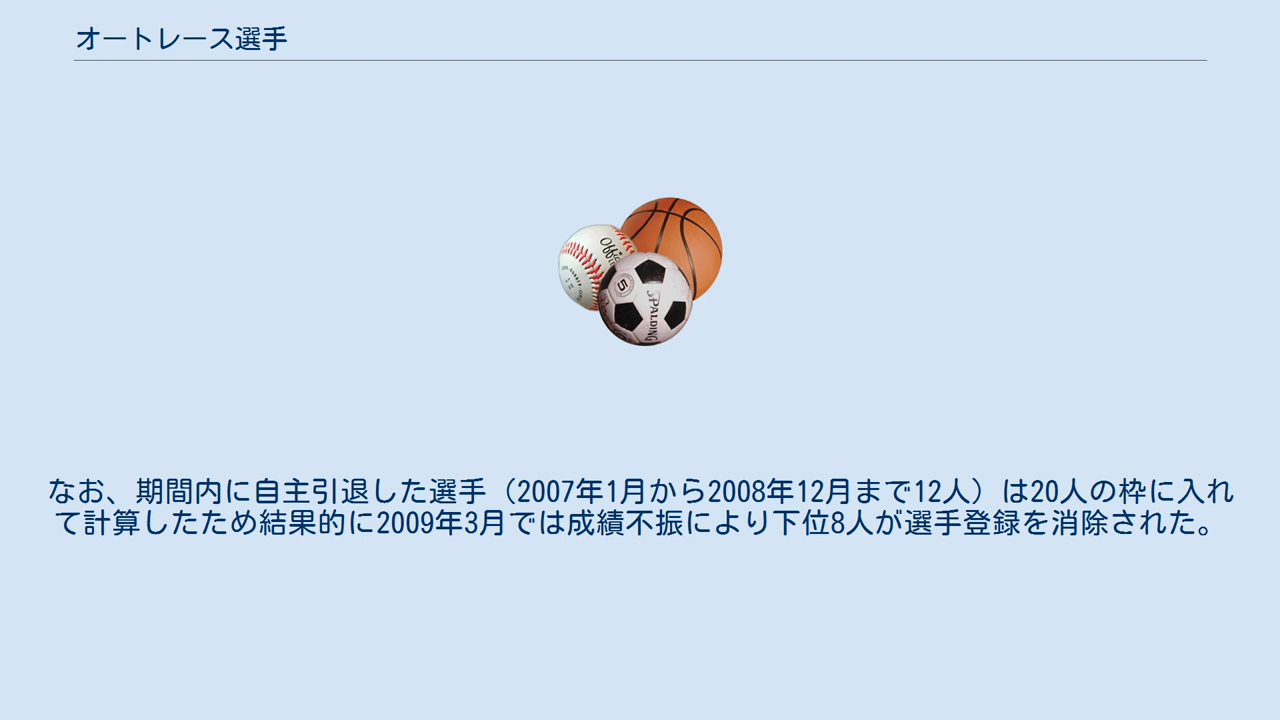 オートレース選手
Offici
5
SPALDING
なお、期間内に自主引退した選手（2007年1月から2008年12月まで12人）は20人の枠に入れ
て計算したため結果的に2009年3月では成績不振により下位8人が選手登録を消除された。